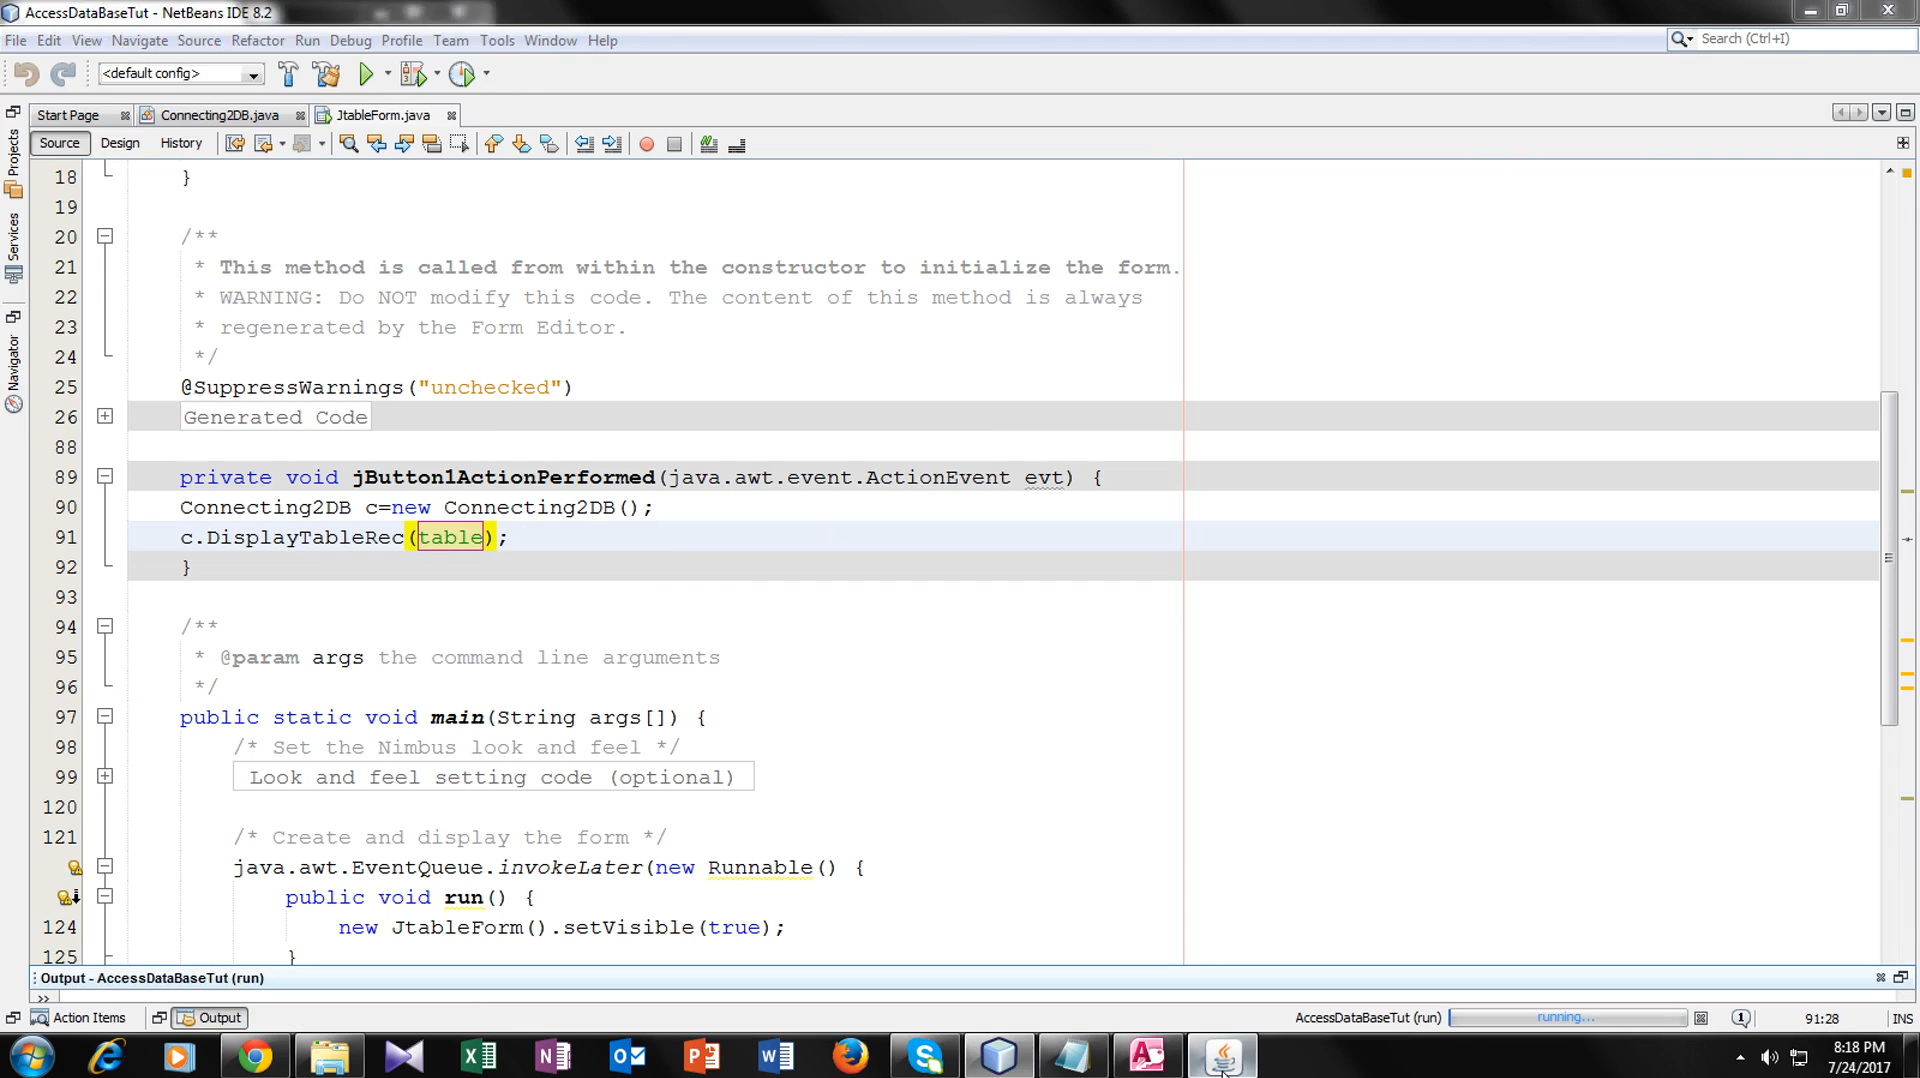 AccessDataBaseTut - NetBeans IDE 8.2
File Edit View Navigate Source Refactor Run Debug Profile Team Tools Window Help
Search (Ctrl+I)
<default config>
Start Page Connecting2DB.java JtableForm.java
Source Design History
Projects
Services
Navigator
18 }
19
20 /**
21 * This method is called from within the constructor to initialize the form.
22 * WARNING: Do NOT modify this code. The content of this method is always
23 * regenerated by the Form Editor.
24 */
25 @SuppressWarnings("unchecked")
26 Generated Code
88
89 private void jButton1ActionPerformed(java.awt.event.ActionEvent evt) {
90 Connecting2DB c=new Connecting2DB();
91 c.DisplayTableRec(table);
92 }
93
94 /**
95 * @param args the command line arguments
96 */
97 public static void main(String args[]) {
98 /* Set the Nimbus look and feel */
99 Look and feel setting code (optional)
120
121 /* Create and display the form */
java.awt.EventQueue.invokeLater(new Runnable() {
public void run() {
124 new JtableForm().setVisible(true);
125 }
Output - AccessDataBaseTut (run)
>>
Action Items Output AccessDataBaseTut (run) running... 1 91:28 INS
8:18 PM
7/24/2017